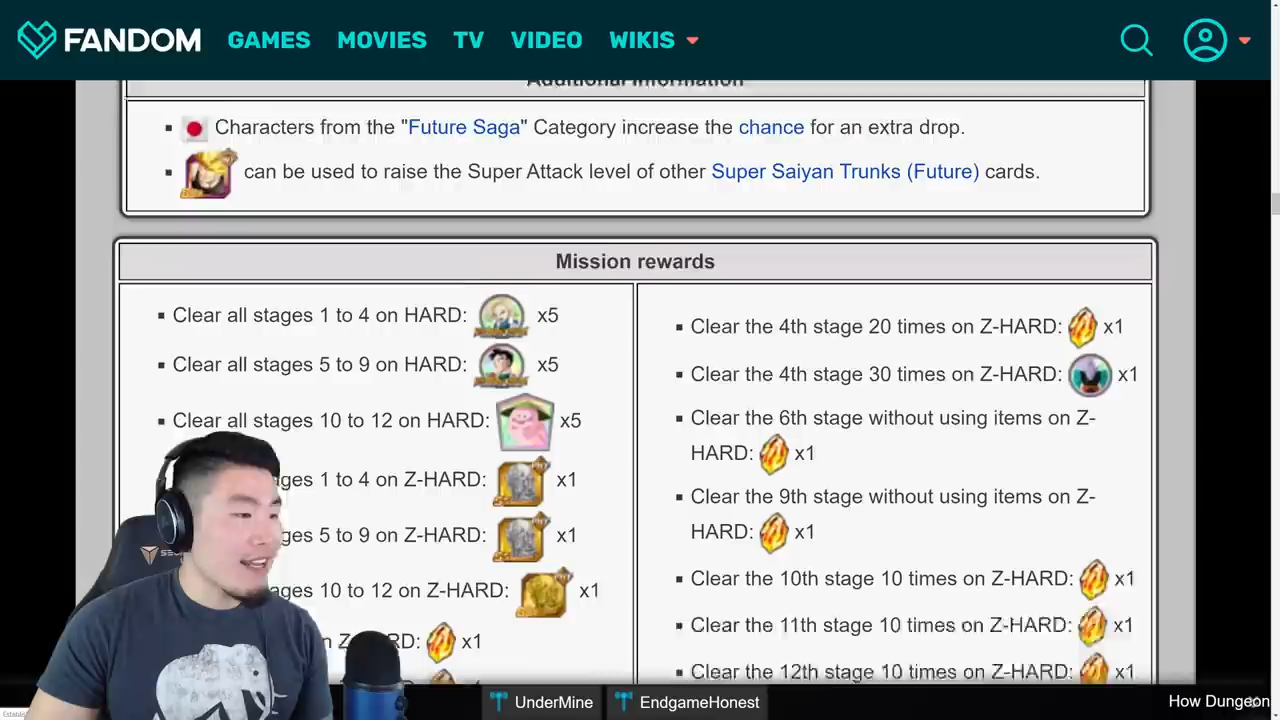 FANDOM GAMES MOVIES TV VIDEO WIKIS
Additional Information
Characters from the "Future Saga" Category increase the chance for an extra drop.
can be used to raise the Super Attack level of other Super Saiyan Trunks (Future) cards.
Mission rewards
Clear all stages 1 to 4 on HARD: x5
Clear all stages 5 to 9 on HARD: x5
Clear all stages 10 to 12 on HARD: x5
ges 1 to 4 on Z-HARD: x1
ges 5 to 9 on Z-HARD: x1
ages 10 to 12 on Z-HARD: x1
x1
Clear the 4th stage 20 times on Z-HARD: x1
Clear the 4th stage 30 times on Z-HARD: x1
Clear the 6th stage without using items on Z-
HARD: x1
Clear the 9th stage without using items on Z-
HARD: x1
Clear the 10th stage 10 times on Z-HARD: x1
Clear the 11th stage 10 times on Z-HARD: x1
Clear the 12th stage 10 times on Z-HARD: x1
UnderMine EndgameHonest How Dungeon